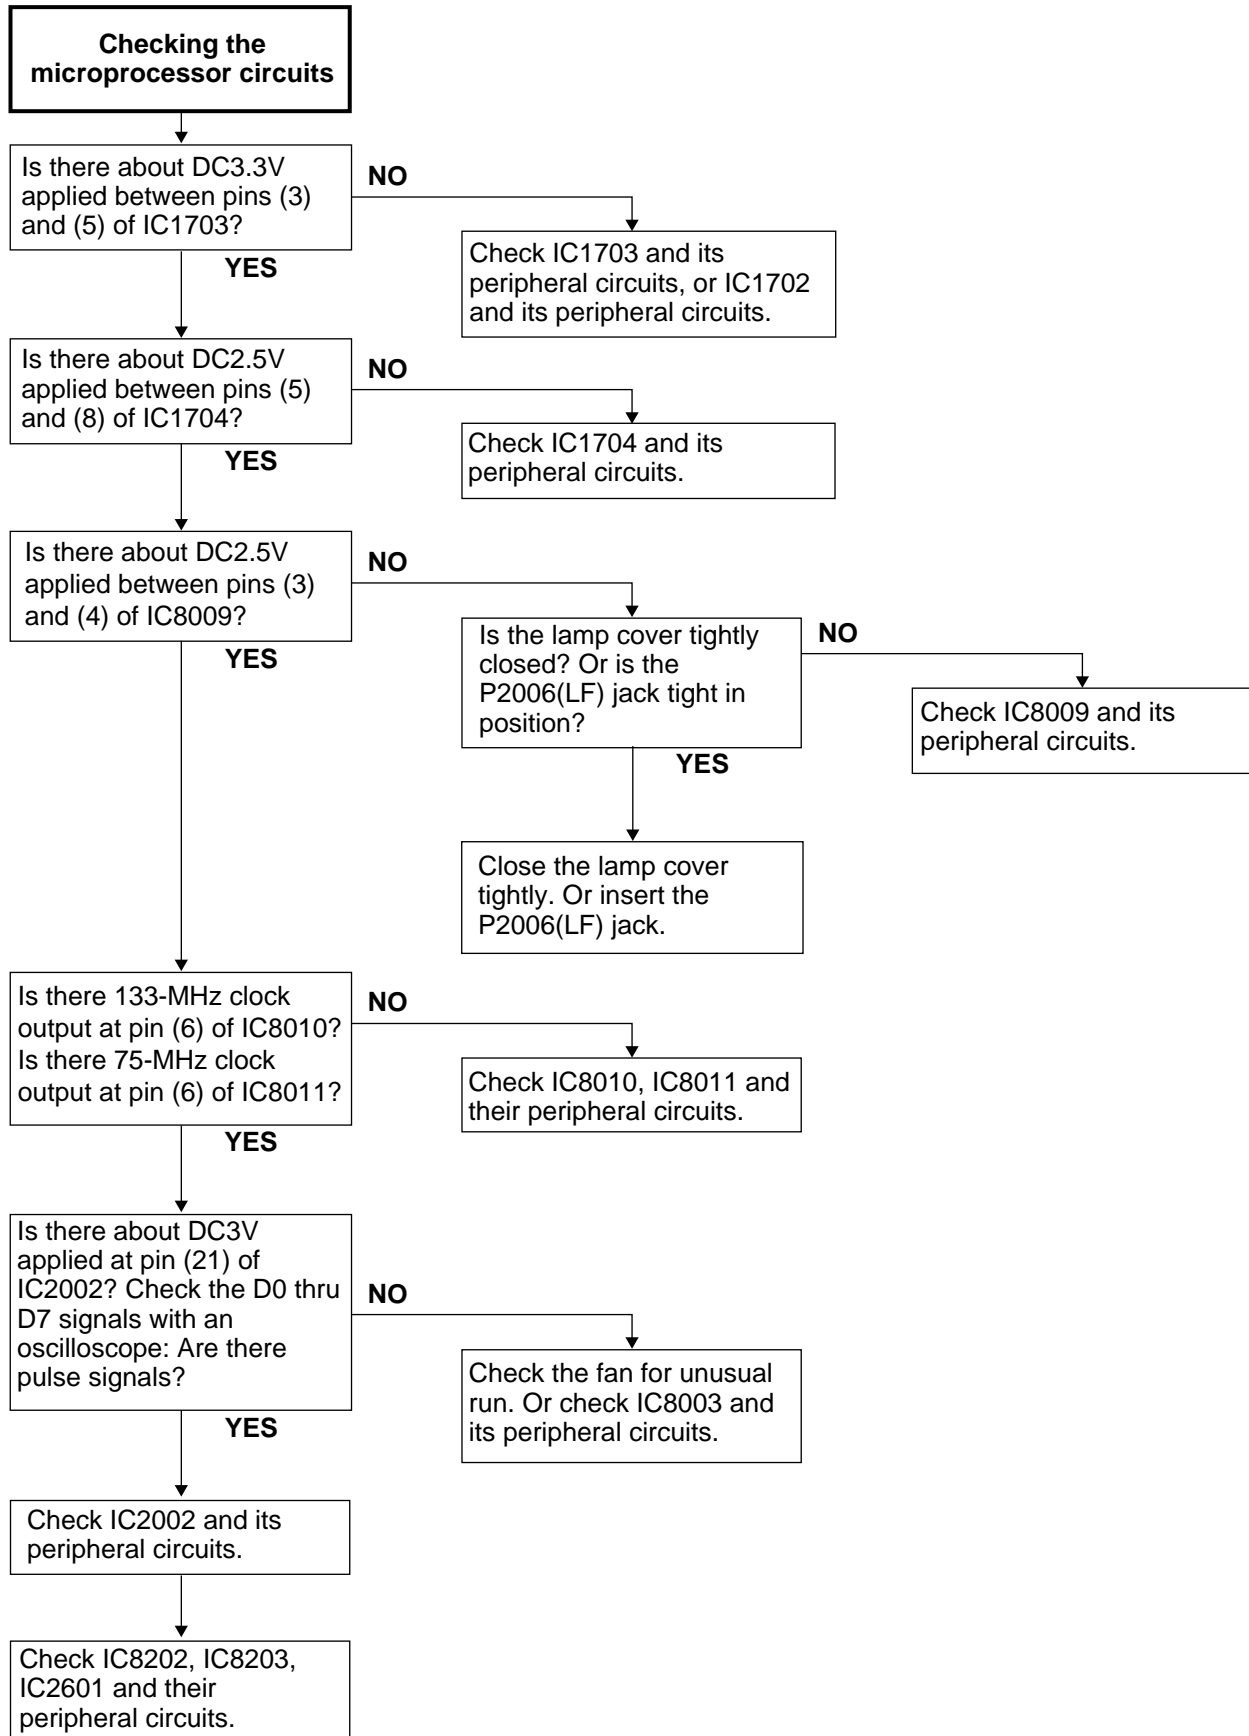 Checking the
microprocessor circuits
Is there about DC3.3V
applied between pins (3)
and (5) of IC1703?
NO
Check IC1703 and its
peripheral circuits, or IC1702
and its peripheral circuits.
YES
Is there about DC2.5V
applied between pins (5)
and (8) of IC1704?
NO
Check IC1704 and its
peripheral circuits.
YES
Is there about DC2.5V
applied between pins (3)
and (4) of IC8009?
NO
Is the lamp cover tightly
closed? Or is the
P2006(LF) jack tight in
position?
NO
Check IC8009 and its
peripheral circuits.
YES
YES
Close the lamp cover
tightly. Or insert the
P2006(LF) jack.
Is there 133-MHz clock
output at pin (6) of IC8010?
Is there 75-MHz clock
output at pin (6) of IC8011?
NO
Check IC8010, IC8011 and
their peripheral circuits.
YES
Is there about DC3V
applied at pin (21) of
IC2002? Check the D0 thru
D7 signals with an
oscilloscope: Are there
pulse signals?
NO
Check the fan for unusual
run. Or check IC8003 and
its peripheral circuits.
YES
Check IC2002 and its
peripheral circuits.
Check IC8202, IC8203,
IC2601 and their
peripheral circuits.